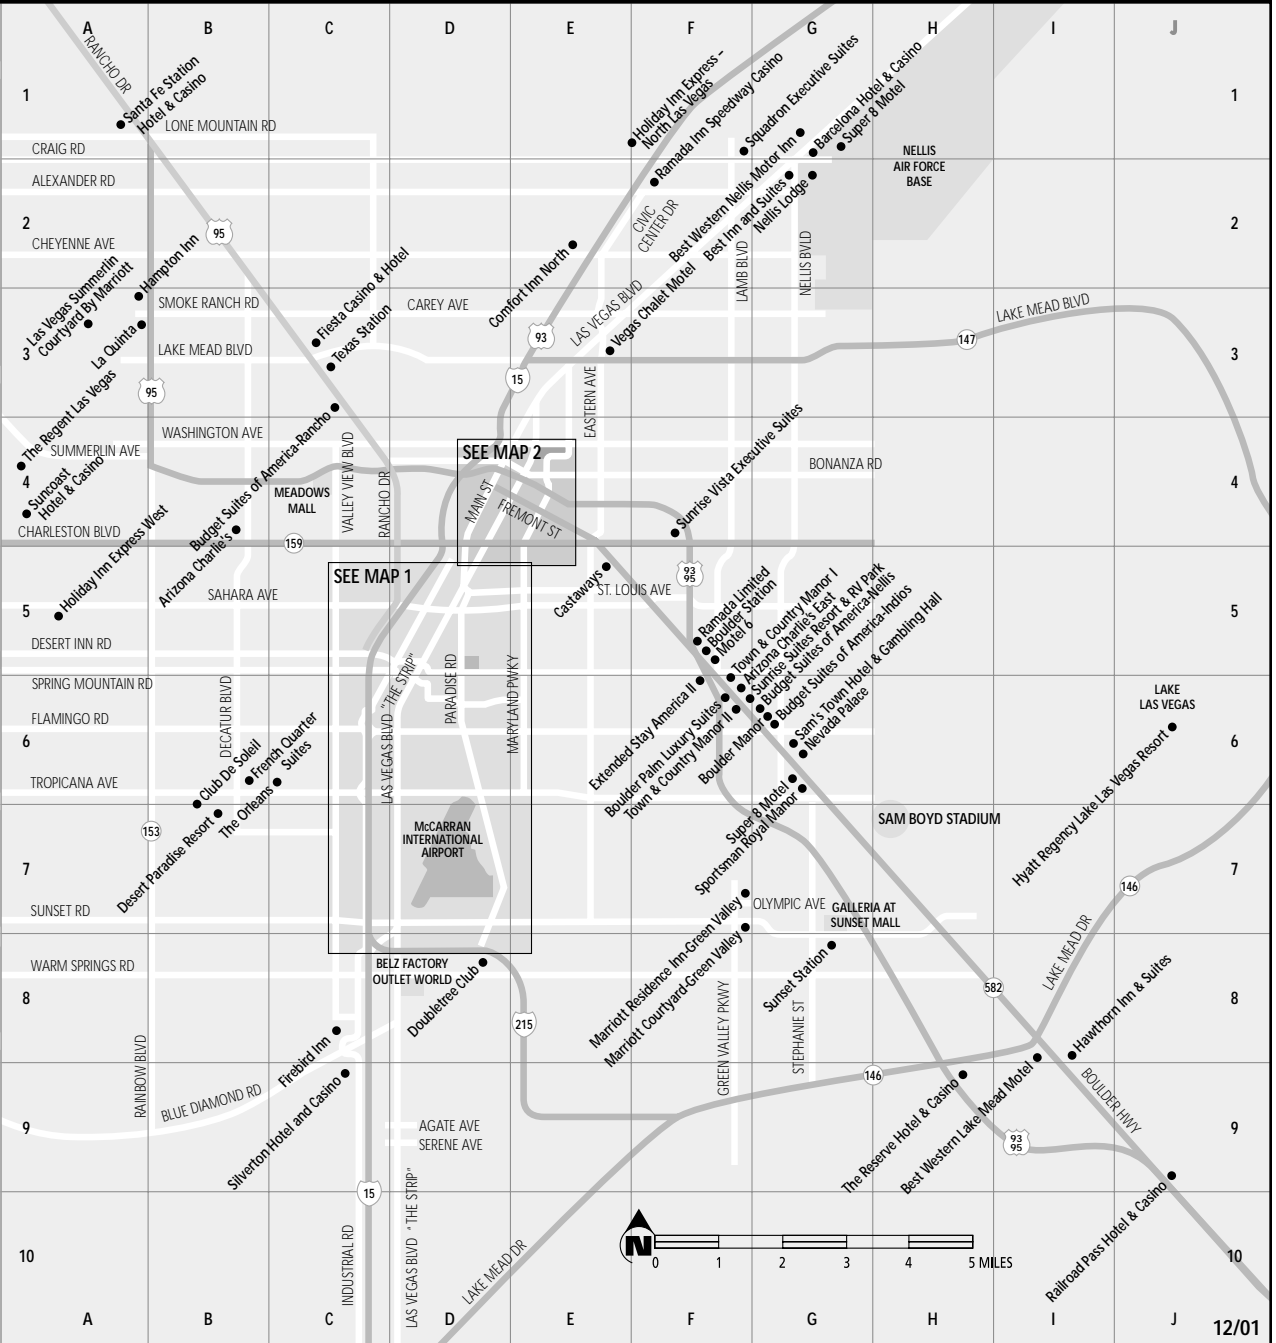 A B C D E F G H I J
1 1
2 2
3 3
4 4
5 5
6 6
7 7
8 8
9 9
10 10
A B C D E F G H I J
RANCHO DR
Santa Fe Station
Hotel & Casino
LONE MOUNTAIN RD
CRAIG RD
ALEXANDER RD
Holiday Inn Express –
North Las Vegas
Ramada Inn Speedway Casino
Squadron Executive Suites
Barcelona Hotel & Casino
Super 8 Motel
Best Western Nellis Motor Inn
Best Inn and Suites
Nellis Lodge
NELLIS
AIR FORCE
BASE
CIVIC
CENTER DR
95
CHEYENNE AVE
Las Vegas Summerlin
Courtyard By Marriott
Hampton Inn
La Quinta
SMOKE RANCH RD
Fiesta Casino & Hotel
Texas Station
CAREY AVE
Comfort Inn North
LAS VEGAS BLVD
Vegas Chalet Motel
LAMB BLVD
NELLIS BVLD
93
15
147
LAKE MEAD BLVD
LAKE MEAD BLVD
95
The Regent Las Vegas
WASHINGTON AVE
SUMMERLIN AVE
Suncoast
Hotel & Casino
Budget Suites of America-Rancho
Arizona Charlie's
MEADOWS
MALL
VALLEY VIEW BLVD
RANCHO DR
SEE MAP 2
MAIN ST
FREMONT ST
EASTERN AVE
Sunrise Vista Executive Suites
BONANZA RD
CHARLESTON BLVD
159
Holiday Inn Express West
SEE MAP 1
Castaways
ST. LOUIS AVE
93
95
SAHARA AVE
DESERT INN RD
SPRING MOUNTAIN RD
FLAMINGO RD
TROPICANA AVE
DECATUR BLVD
LAS VEGAS BLVD "THE STRIP"
PARADISE RD
MARYLAND PWKY
Ramada Limited
Boulder Station
Motel 6
Town & Country Manor I
Arizona Charlie's East
Sunrise Suites Resort & RV Park
Budget Suites of America-Nellis
Budget Suites of America-Indios
Sam's Town Hotel & Gambling Hall
Nevada Palace
Extended Stay America II
Boulder Palm Luxury Suites
Town & Country Manor II
Boulder Manor
Super 8 Motel
Sportsman Royal Manor
LAKE
LAS VEGAS
Hyatt Regency Lake Las Vegas Resort
Club De Soleil
French Quarter
Suites
The Orleans
Desert Paradise Resort
153
McCARRAN
INTERNATIONAL
AIRPORT
SAM BOYD STADIUM
SUNSET RD
OLYMPIC AVE
GALLERIA AT
SUNSET MALL
146
WARM SPRINGS RD
BELZ FACTORY
OUTLET WORLD
Doubletree Club
Marriott Residence Inn-Green Valley
Marriott Courtyard-Green Valley
Sunset Station
LAKE MEAD DR
582
215
Firebird Inn
Hawthorn Inn & Suites
GREEN VALLEY PKWY
STEPHANIE ST
RAINBOW BLVD
BLUE DIAMOND RD
Silverton Hotel and Casino
146
The Reserve Hotel & Casino
Best Western Lake Mead Motel
BOULDER HWY
93
95
AGATE AVE
SERENE AVE
15
Railroad Pass Hotel & Casino
INDUSTRIAL RD
LAS VEGAS BLVD "THE STRIP"
LAKE MEAD DR
N
0 1 2 3 4 5 MILES
12/01